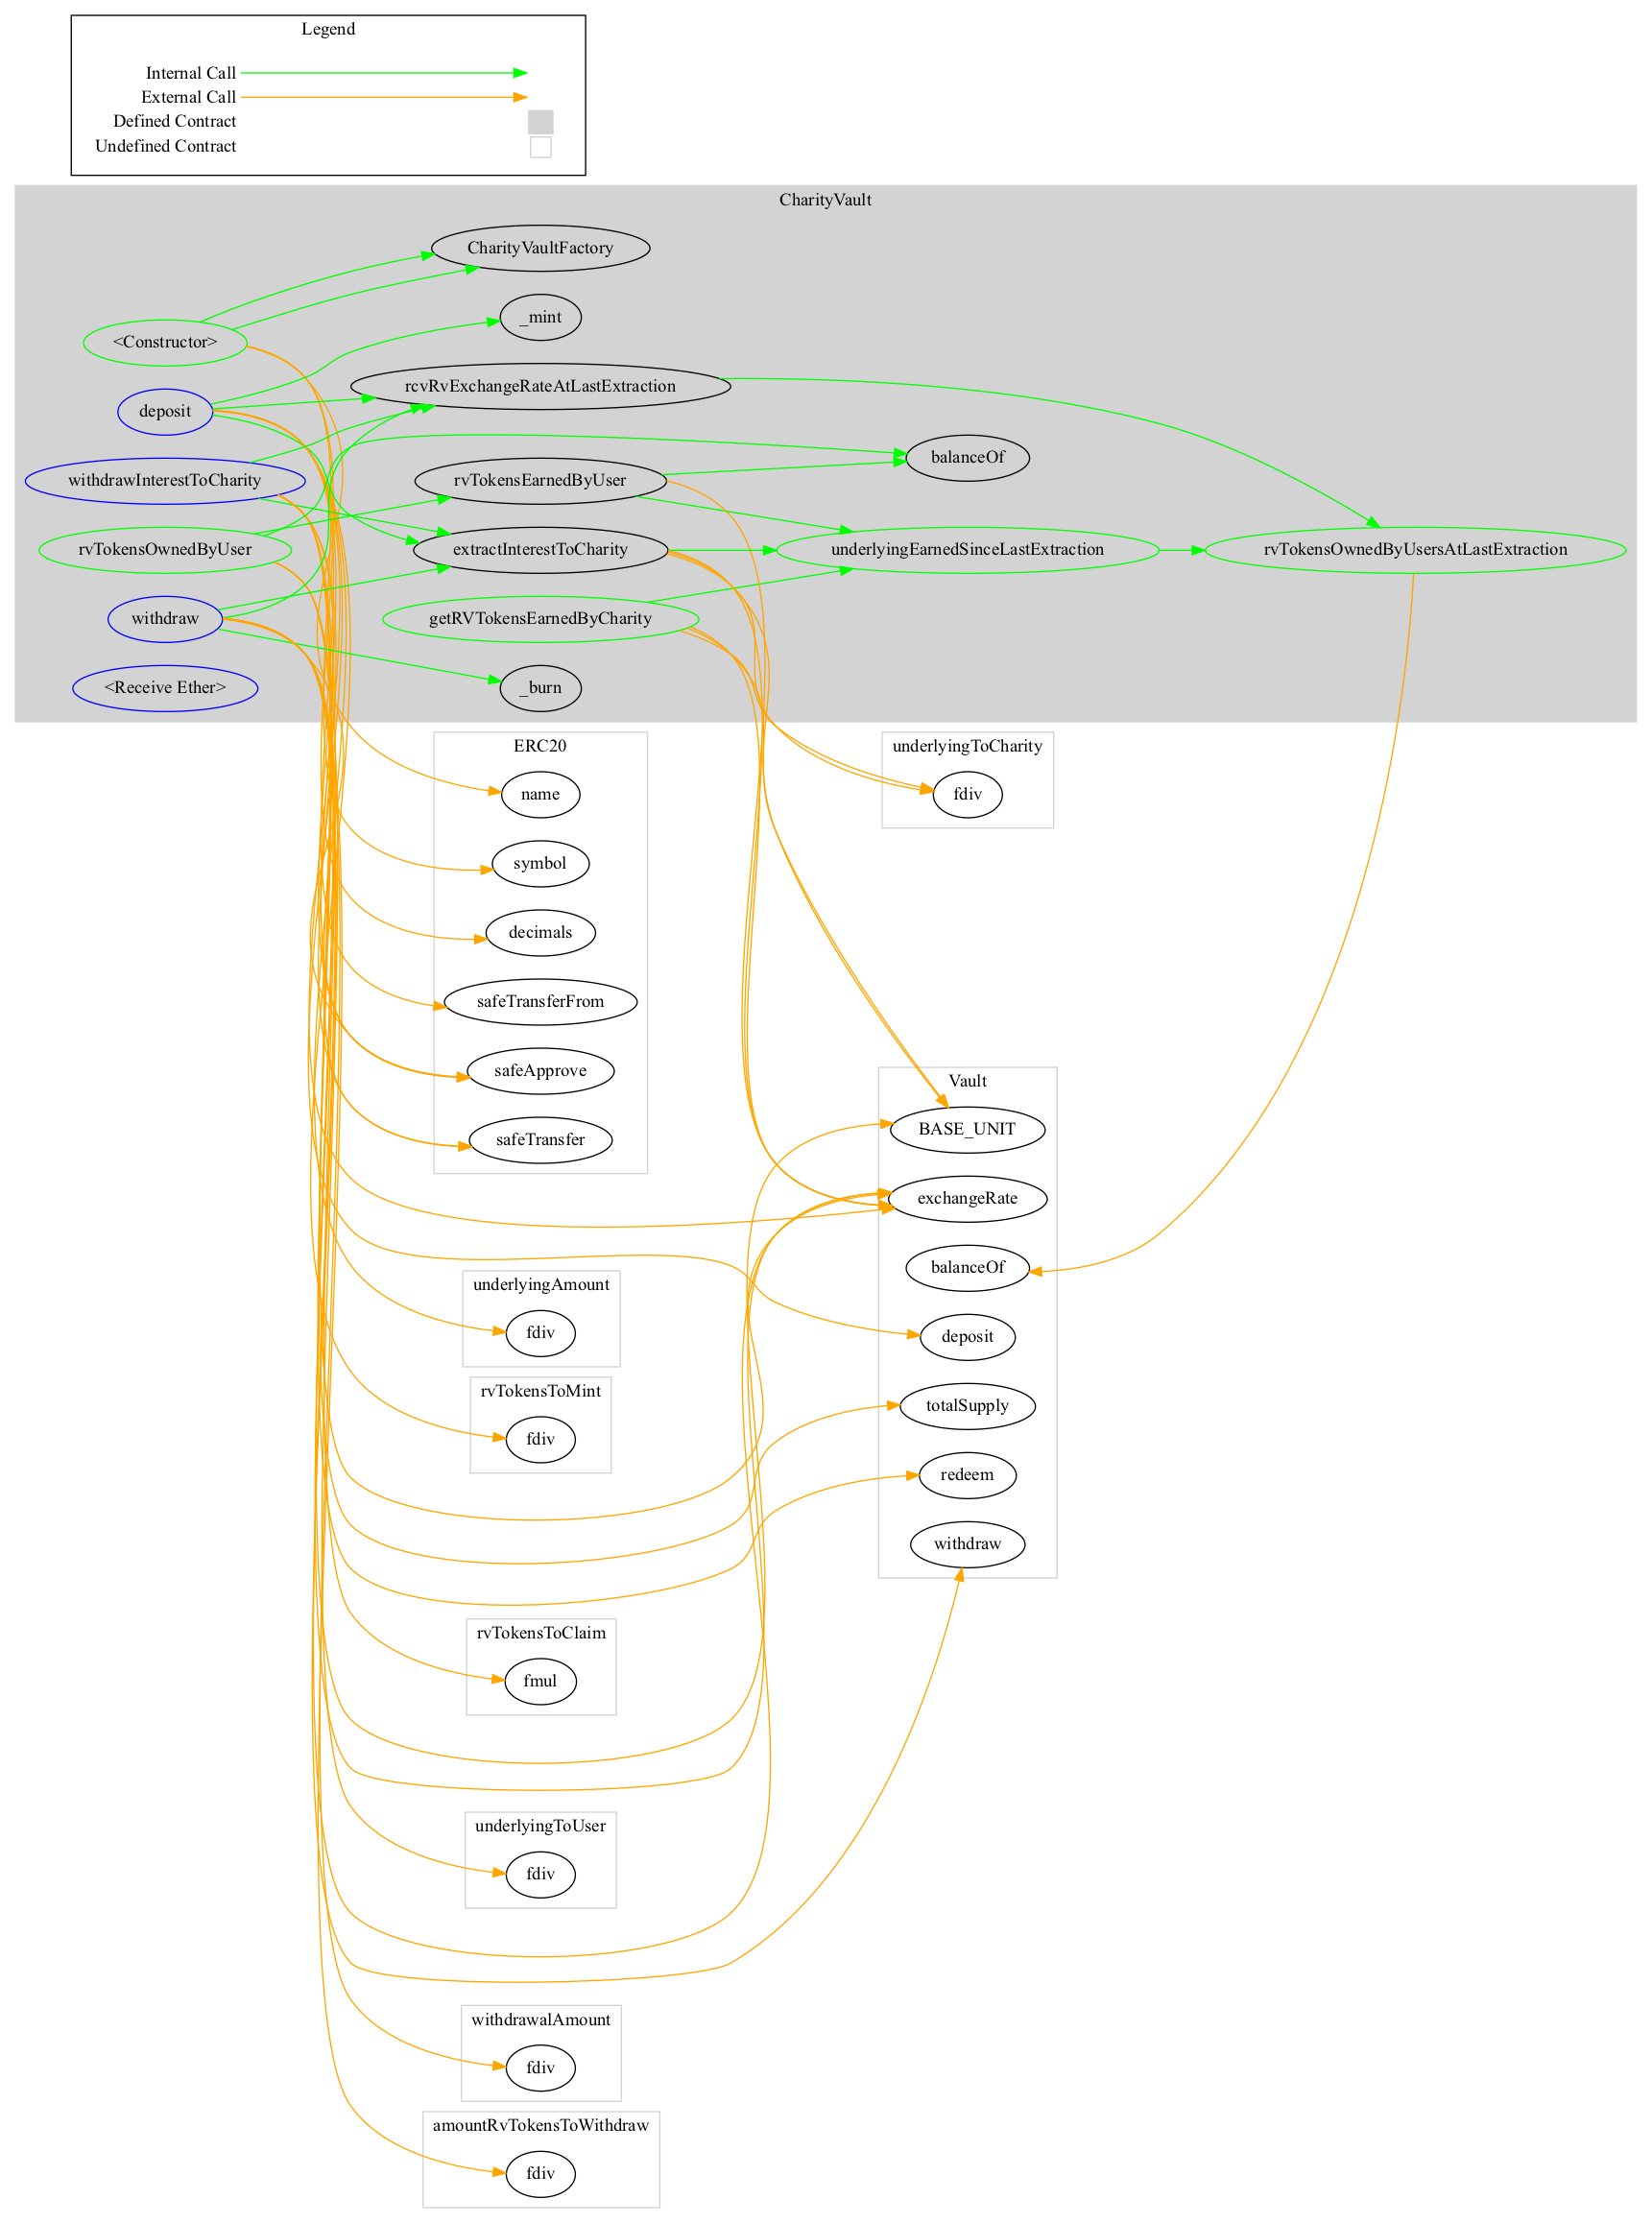 Legend
Internal Call
External Call
Defined Contract
Undefined Contract
CharityVault
CharityVaultFactory
_mint
<Constructor>
rcvRvExchangeRateAtLastExtraction
deposit
balanceOf
withdrawInterestToCharity
rvTokensEarnedByUser
rvTokensOwnedByUser
extractInterestToCharity
underlyingEarnedSinceLastExtraction
rvTokensOwnedByUsersAtLastExtraction
withdraw
getRVTokensEarnedByCharity
<Receive Ether>
_burn
ERC20
name
symbol
decimals
safeTransferFrom
safeApprove
safeTransfer
underlyingToCharity
fdiv
Vault
BASE_UNIT
exchangeRate
balanceOf
deposit
totalSupply
redeem
withdraw
underlyingAmount
fdiv
rvTokensToMint
fdiv
rvTokensToClaim
fmul
underlyingToUser
fdiv
withdrawalAmount
fdiv
amountRvTokensToWithdraw
fdiv